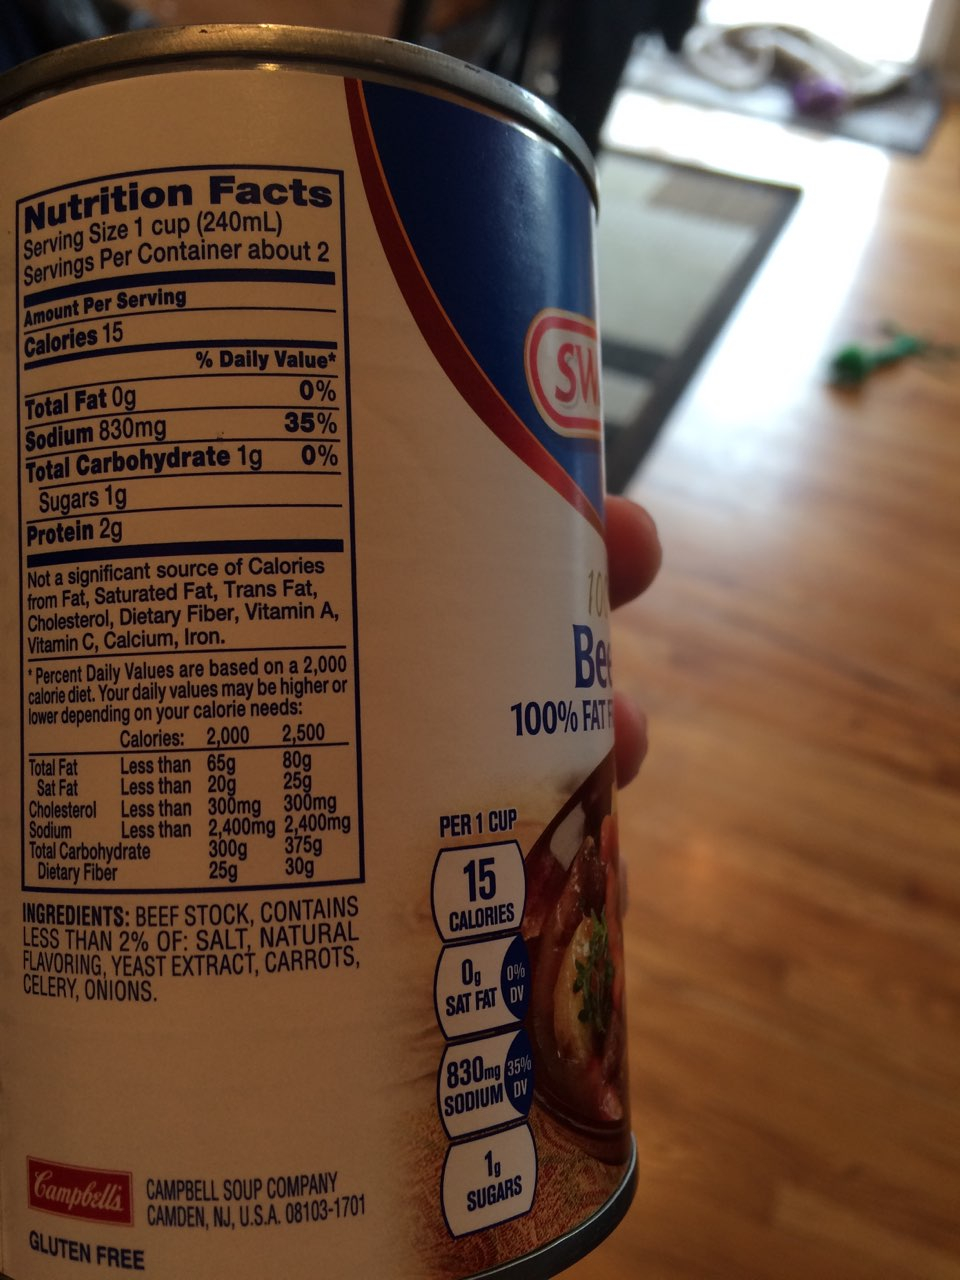 Nutrition Facts
Serving Size 1 cup (240mL)
Servings Per Container about 2
Amount Per Serving
Calories 15
% Daily Value*
Total Fat 0g 0%
Sodium 830mg 35%
Total Carbohydrate 1g 0%
Sugars 1g
Protein 2g
Not a significant source of Calories
from Fat, Saturated Fat, Trans Fat,
Cholesterol, Dietary Fiber, Vitamin A,
Vitamin C, Calcium, Iron.
*Percent Daily Values are based on a 2,000
calorie diet. Your daily values may be higher or
lower depending on your calorie needs:
Calories: 2,000 2,500
Total Fat Less than 65g 80g
Sat Fat Less than 20g 25g
Cholesterol Less than 300mg 300mg
Sodium Less than 2,400mg 2,400mg
Total Carbohydrate 300g 375g
Dietary Fiber 25g 30g
INGREDIENTS: BEEF STOCK, CONTAINS
LESS THAN 2% OF: SALT, NATURAL
FLAVORING, YEAST EXTRACT, CARROTS,
CELERY, ONIONS.
Campbell's
CAMPBELL SOUP COMPANY
CAMDEN, NJ, U.S.A. 08103-1701
GLUTEN FREE
SW
100% FAT
PER 1 CUP
15
CALORIES
0g
SAT FAT
0%
DV
830mg
SODIUM
35%
DV
1g
SUGARS